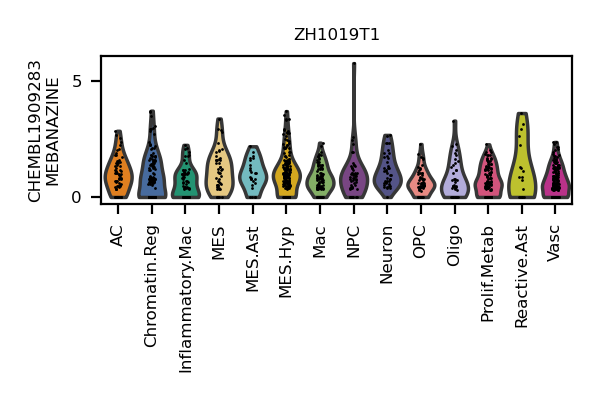 ZH1019T1
CHEMBL1909283
MEBANAZINE
5
0
AC
Chromatin.Reg
Inflammatory.Mac
MES
MES.Ast
MES.Hyp
Mac
NPC
Neuron
OPC
Oligo
Prolif.Metab
Reactive.Ast
Vasc